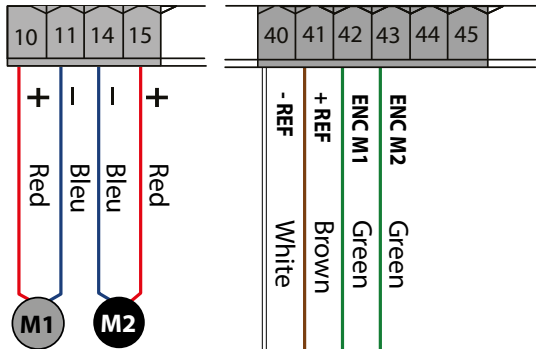 10 11 14 15
40 41 42 43 44 45
+ − − +
Red Bleu Bleu Red
- REF + REF ENC M1 ENC M2
White Brown Green Green
M1 M2